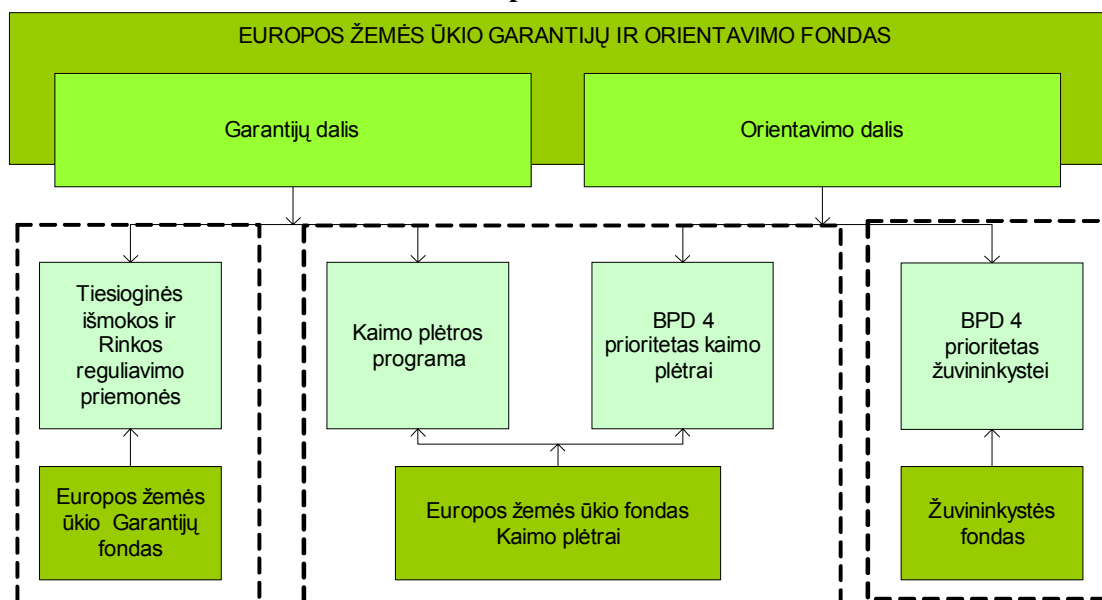 EUROPOS ŽEMĖS ŪKIO GARANTIJŲ IR ORIENTAVIMO FONDAS
Garantijų dalis
Orientavimo dalis
Tiesioginės
išmokos ir
Rinkos
reguliavimo
priemonės
Kaimo plėtros
programa
BPD 4
prioritetas kaimo
plėtrai
BPD 4
prioritetas
žuvininkystei
Europos žemės
ūkio Garantijų
fondas
Europos žemės ūkio fondas
Kaimo plėtrai
Žuvininkystės
fondas